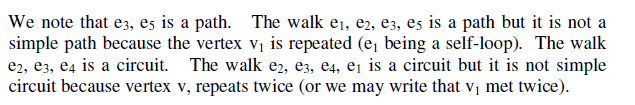 We note that e₃, e₅ is a path. The walk e₁, e₂, e₃, e₅ is a path but it is not a
simple path because the vertex v₁ is repeated (e₁ being a self-loop). The walk
e₂, e₃, e₄ is a circuit. The walk e₂, e₃, e₄, e₁ is a circuit but it is not simple
circuit because vertex v, repeats twice (or we may write that v₁ met twice).